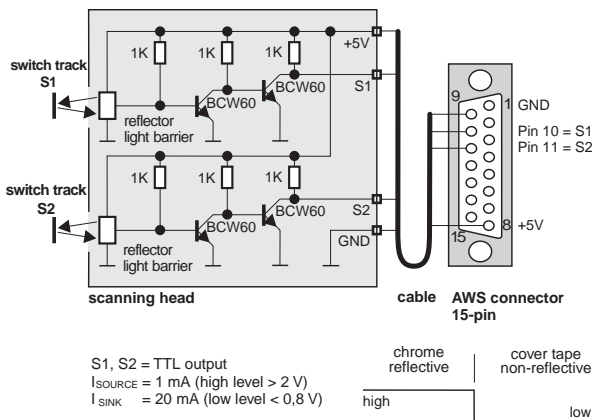 1K 1K 1K +5V
switch track
S1
BCW60
BCW60
S1
reflector
light barrier
1K 1K 1K
switch track
S2
BCW60
BCW60
S2
reflector
light barrier
GND
scanning head
cable
9
1 GND
Pin 10 = S1
Pin 11 = S2
15
8 +5V
AWS connector
15-pin
S1, S2 = TTL output
ISOURCE = 1 mA (high level > 2 V)
I SINK = 20 mA (low level < 0,8 V)
chrome
reflective
cover tape
non-reflective
high
low